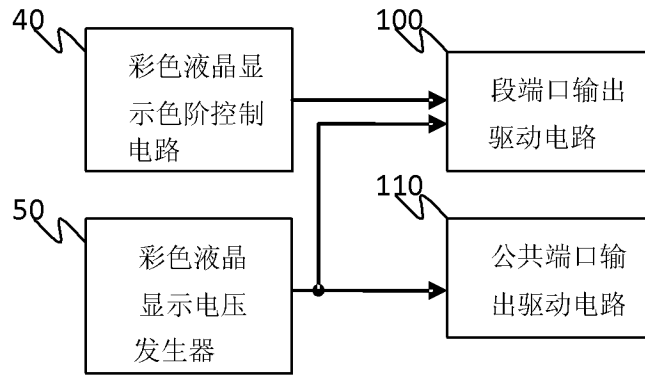 40
彩色液晶显
示色阶控制
电路
100
段端口输出
驱动电路
50
彩色液晶
显示电压
发生器
110
公共端口输
出驱动电路